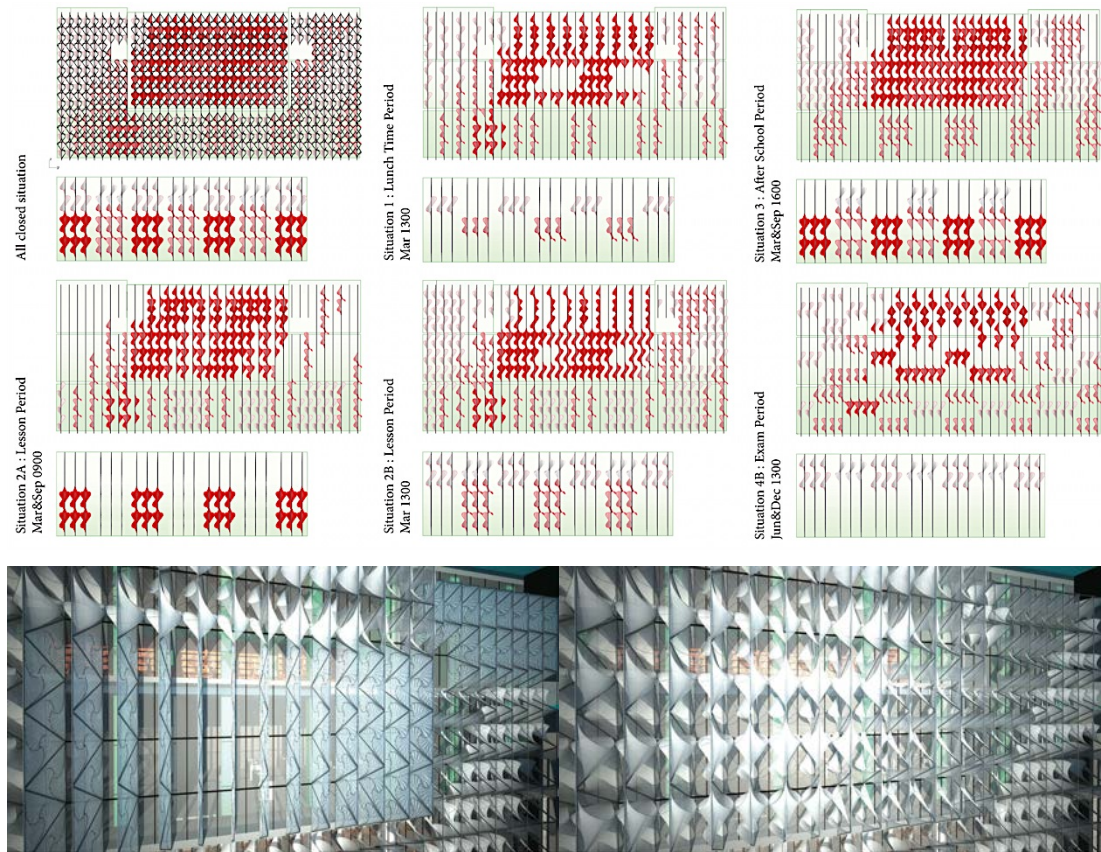 All closed situation
Situation 1 : Lunch Time Period
Mar 1300
Situation 3 : After School Period
Mar&Sep 1600
Situation 2A : Lesson Period
Mar&Sep 0900
Situation 2B : Lesson Period
Mar 1300
Situation 4B : Exam Period
Jun&Dec 1300